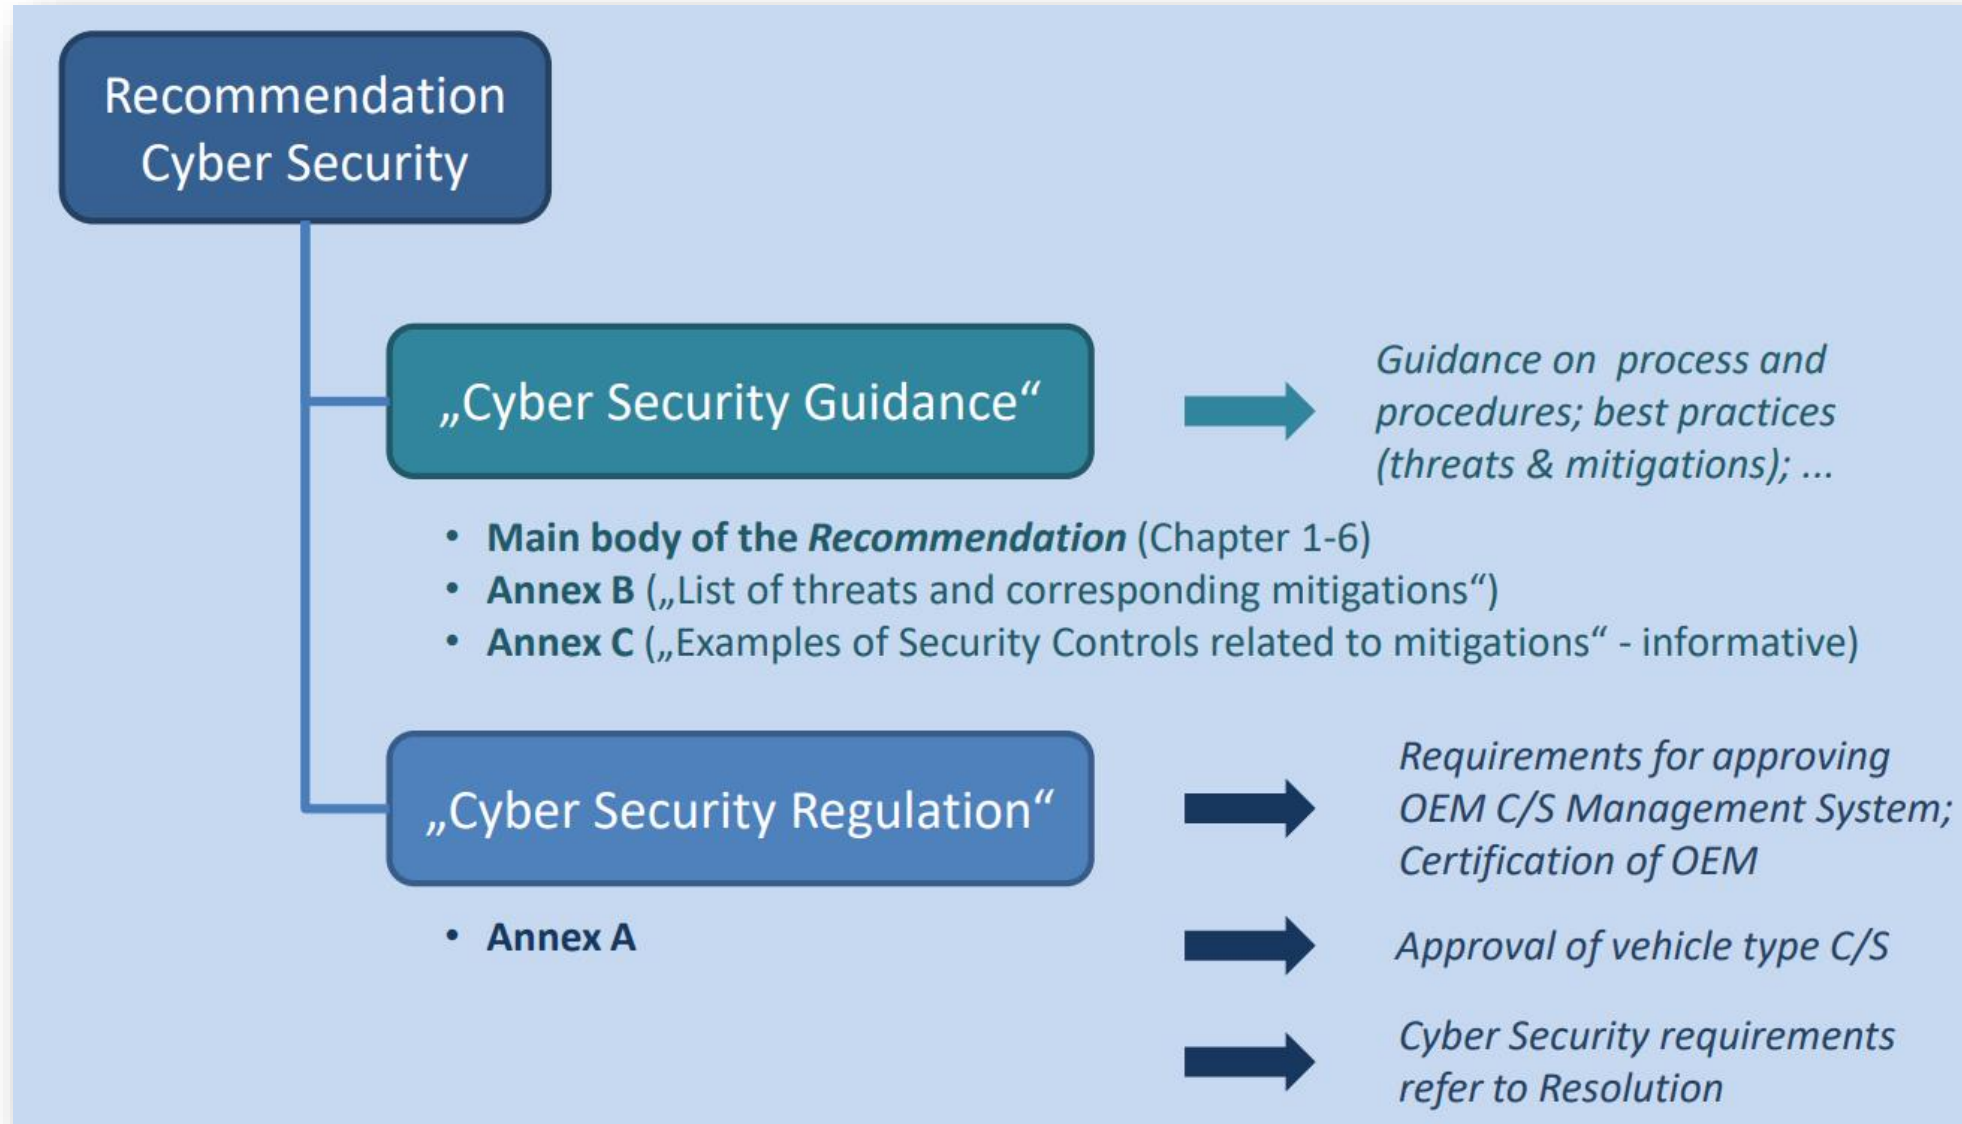 Recommendation
Cyber Security
„Cyber Security Guidance“
Guidance on process and
procedures; best practices
(threats & mitigations); ...
• Main body of the Recommendation (Chapter 1-6)
• Annex B („List of threats and corresponding mitigations“)
• Annex C („Examples of Security Controls related to mitigations“ - informative)
„Cyber Security Regulation“
Requirements for approving
OEM C/S Management System;
Certification of OEM
• Annex A
Approval of vehicle type C/S
Cyber Security requirements
refer to Resolution